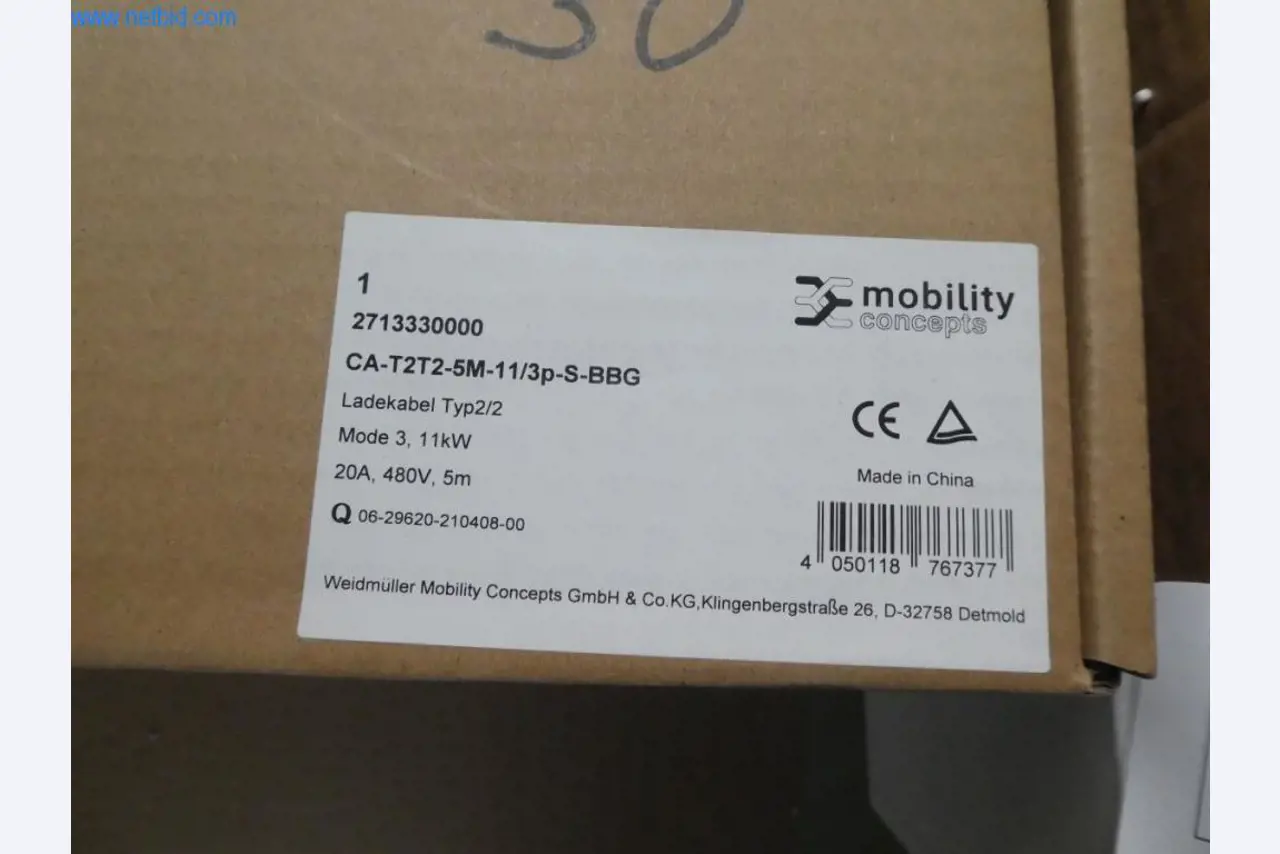 www.netbid.com
30
1
2713330000
CA-T2T2-5M-11/3p-S-BBG
Ladekabel Typ2/2
Mode 3, 11kW
20A, 480V, 5m
Q 06-29620-210408-00
mobility
concepts
CE
Made in China
4 050118 767377
Weidmüller Mobility Concepts GmbH & Co.KG,Klingenbergstraße 26, D-32758 Detmold